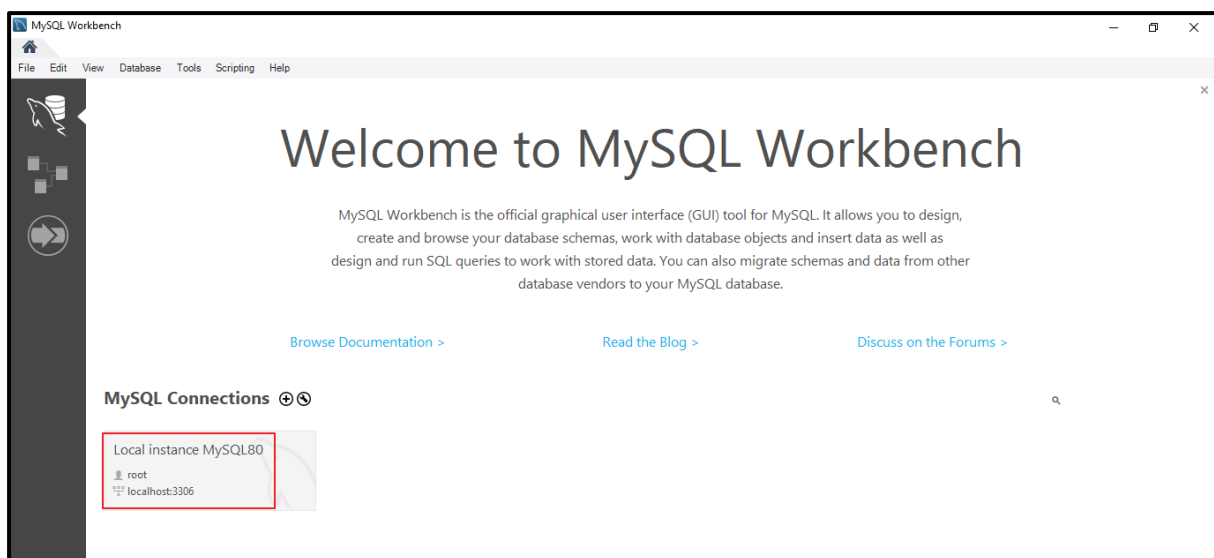 MySQL Workbench
File Edit View Database Tools Scripting Help
Welcome to MySQL Workbench
MySQL Workbench is the official graphical user interface (GUI) tool for MySQL. It allows you to design,
create and browse your database schemas, work with database objects and insert data as well as
design and run SQL queries to work with stored data. You can also migrate schemas and data from other
database vendors to your MySQL database.
Browse Documentation > Read the Blog > Discuss on the Forums >
MySQL Connections
Local instance MySQL80
root
localhost:3306